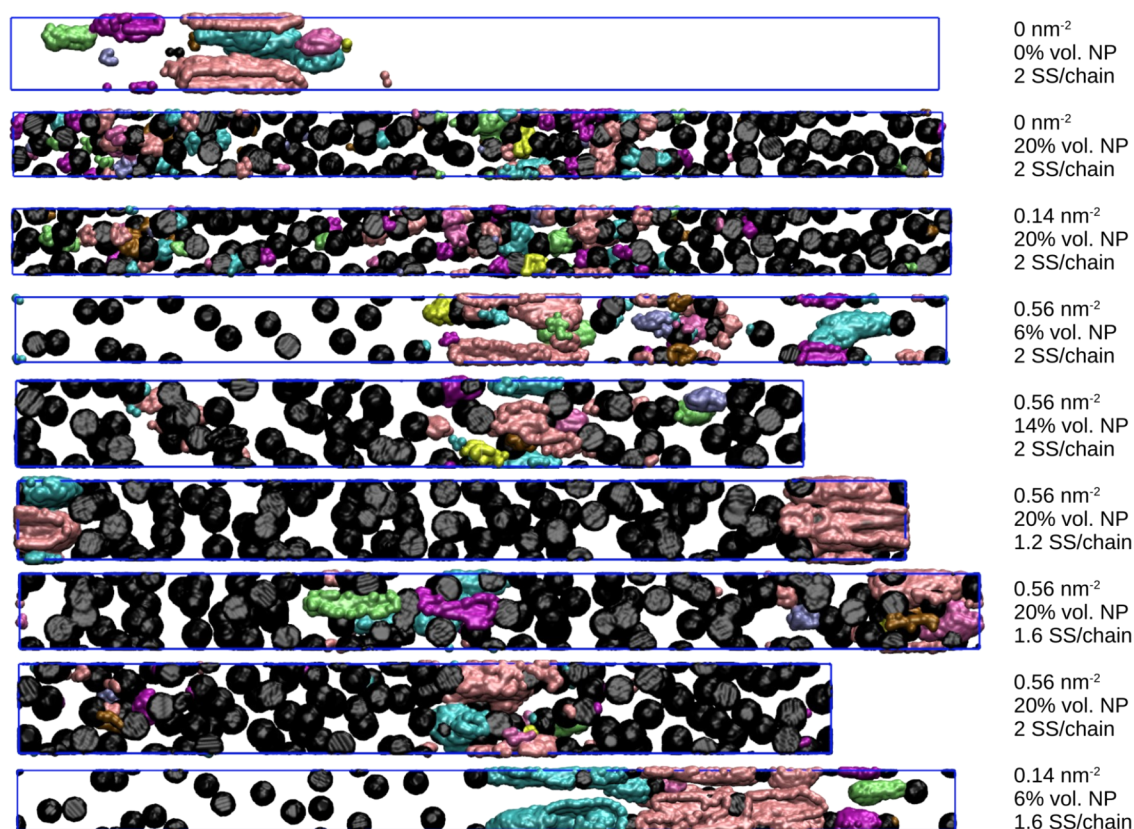 0 nm-2
0% vol. NP
2 SS/chain
0 nm-2
20% vol. NP
2 SS/chain
0.14 nm-2
20% vol. NP
2 SS/chain
0.56 nm-2
6% vol. NP
2 SS/chain
0.56 nm-2
14% vol. NP
2 SS/chain
0.56 nm-2
20% vol. NP
1.2 SS/chain
0.56 nm-2
20% vol. NP
1.6 SS/chain
0.56 nm-2
20% vol. NP
2 SS/chain
0.14 nm-2
6% vol. NP
1.6 SS/chain